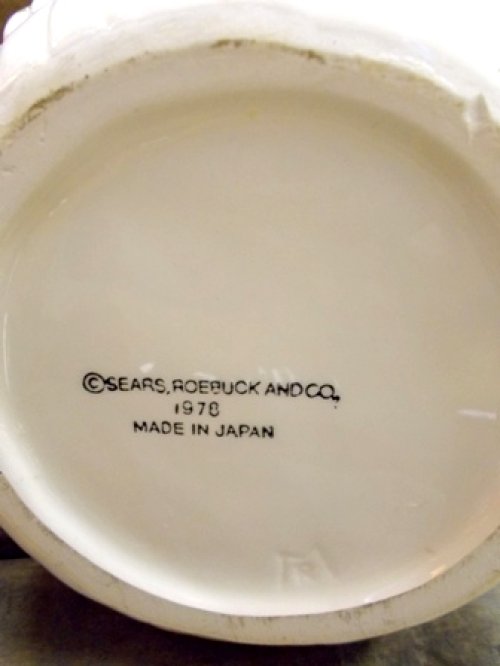 ©SEARS, ROEBUCK AND CO.
1978
MADE IN JAPAN